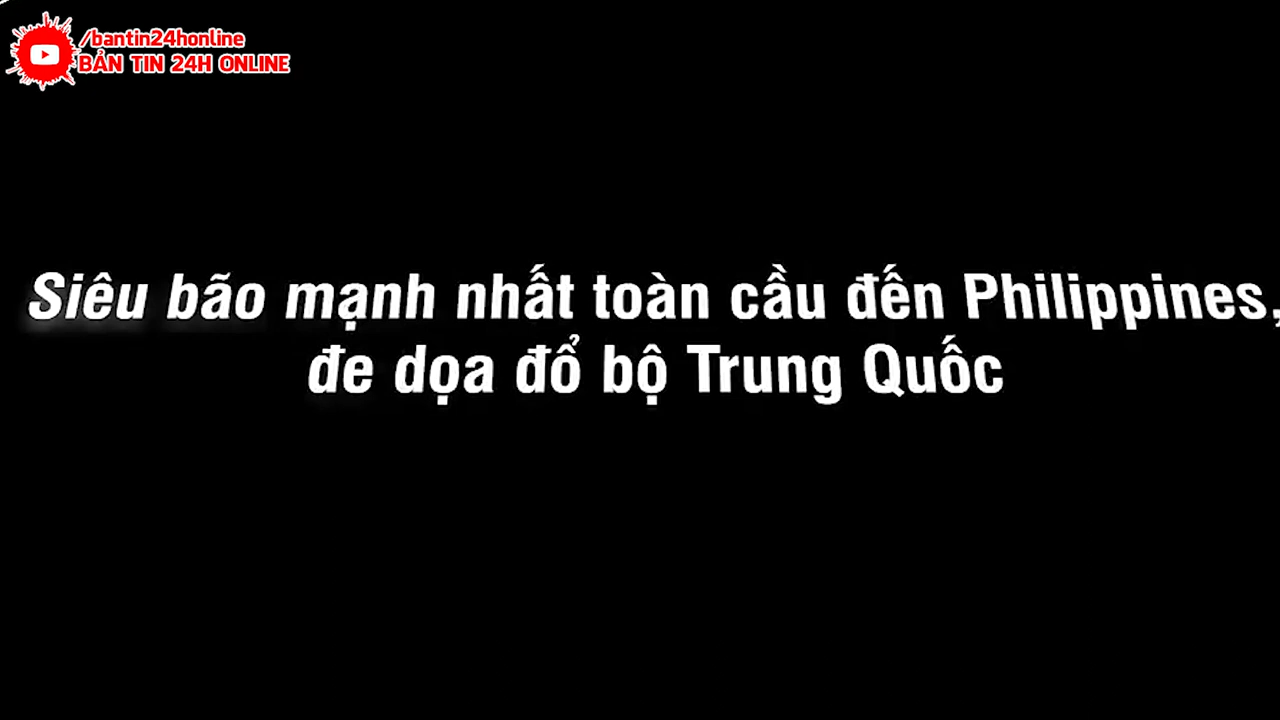 /bantin24honline
BẢN TIN 24H ONLINE
Siêu bão mạnh nhất toàn cầu đến Philippines,
đe dọa đổ bộ Trung Quốc